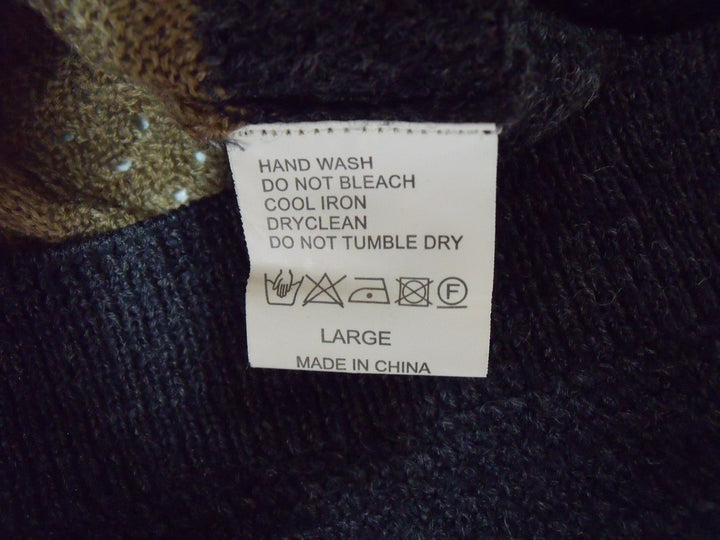 HAND WASH
DO NOT BLEACH
COOL IRON
DRYCLEAN
DO NOT TUMBLE DRY
F
LARGE
MADE IN CHINA